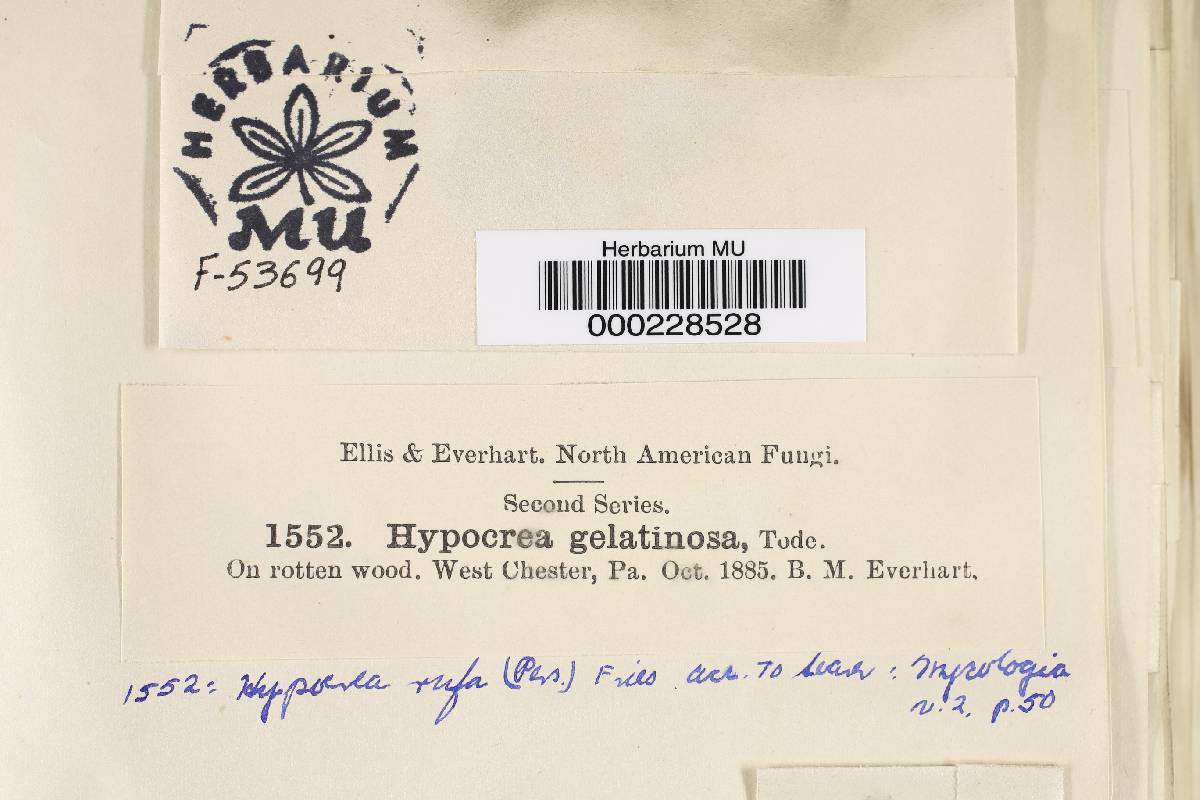 HERBARIUM
MU
F-53699
Herbarium MU
000228528
Ellis & Everhart. North American Fungi.
Second Series.
1552. Hypocrea gelatinosa, Tode.
On rotten wood. West Chester, Pa. Oct. 1885. B. M. Everhart.
1552: Hypocrea rufa (Pers.) Fries acc. to Seaver: Mycologia
v. 2, p. 50